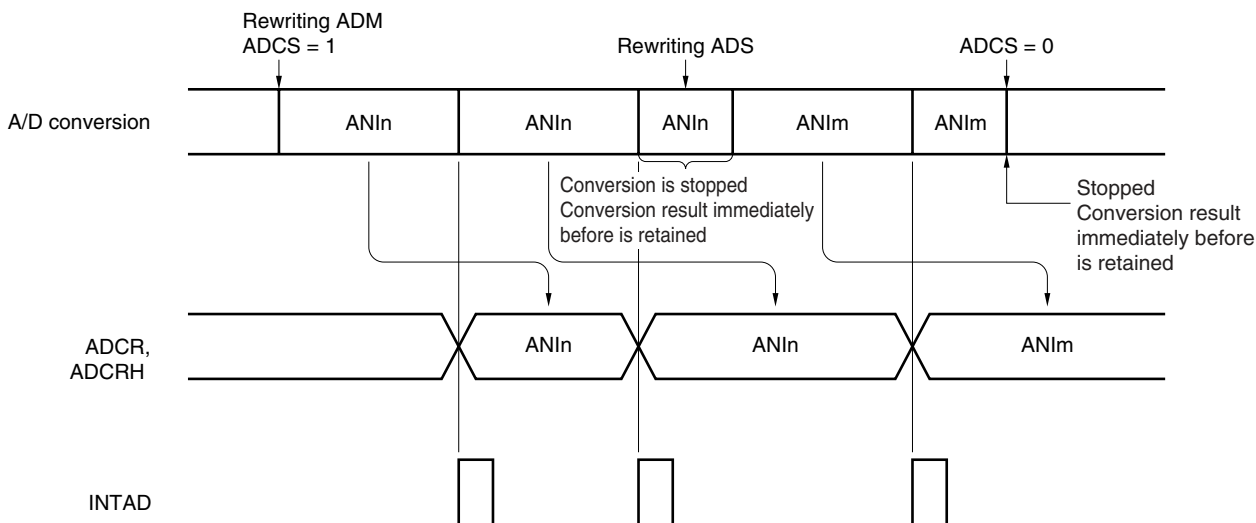 Rewriting ADM
ADCS = 1
Rewriting ADS
ADCS = 0
A/D conversion
ANIn
ANIn
ANIn
ANIm
ANIm
Conversion is stopped
Conversion result immediately
before is retained
Stopped
Conversion result
immediately before
is retained
ADCR,
ADCRH
ANIn
ANIn
ANIm
INTAD